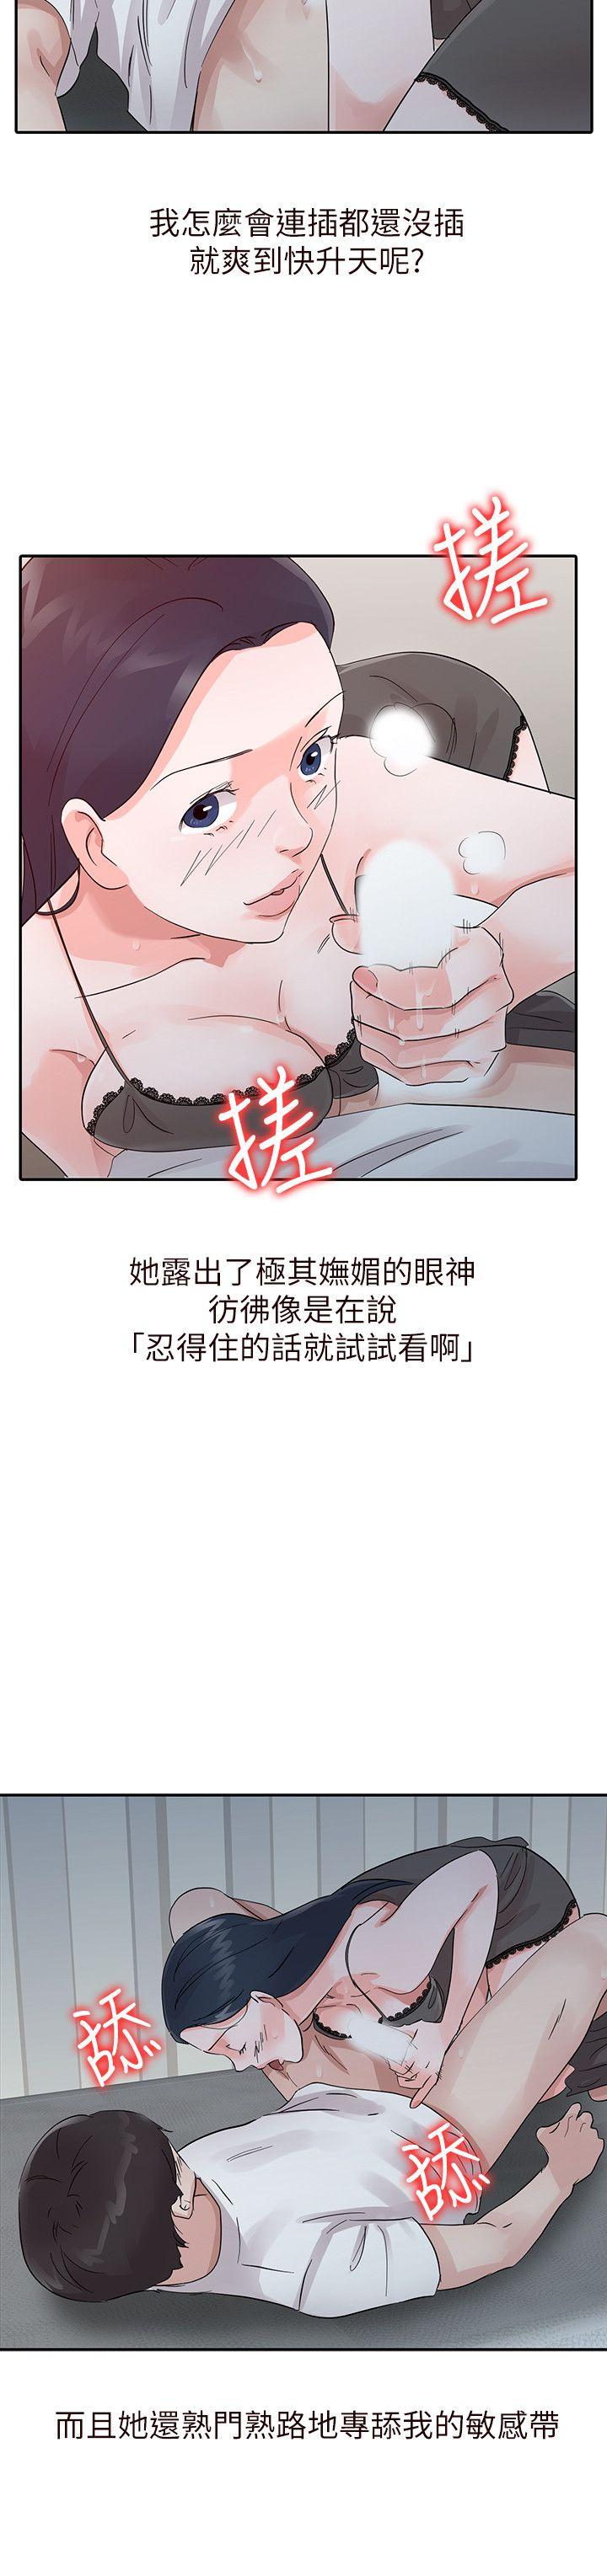 我怎麼會連插都還沒插
就爽到快升天呢?
搓
搓
她露出了極其嫵媚的眼神
彷彿像是在說
「忍得住的話就試試看啊」
舔
舔
而且她還熟門熟路地專舔我的敏感帶